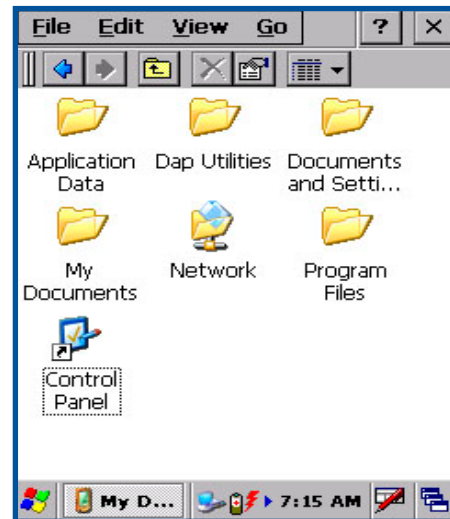 File Edit View Go ? ×
Application Data
Dap Utilities
Documents and Setti...
My Documents
Network
Program Files
Control Panel
My D... 7:15 AM